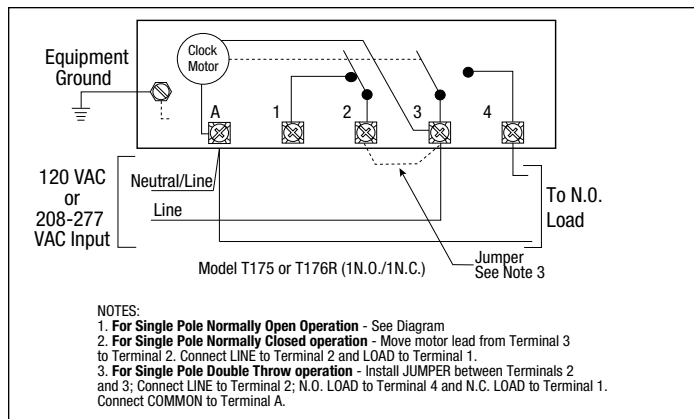 Equipment
Ground
Clock
Motor
A
1
2
3
4
120 VAC
or
208-277
VAC Input
Neutral/Line
Line
To N.O.
Load
Jumper
See Note 3
Model T175 or T176R (1N.O./1N.C.)
NOTES:
1. For Single Pole Normally Open Operation - See Diagram
2. For Single Pole Normally Closed operation - Move motor lead from Terminal 3
to Terminal 2. Connect LINE to Terminal 2 and LOAD to Terminal 1.
3. For Single Pole Double Throw operation - Install JUMPER between Terminals 2
and 3; Connect LINE to Terminal 2; N.O. LOAD to Terminal 4 and N.C. LOAD to Terminal 1.
Connect COMMON to Terminal A.